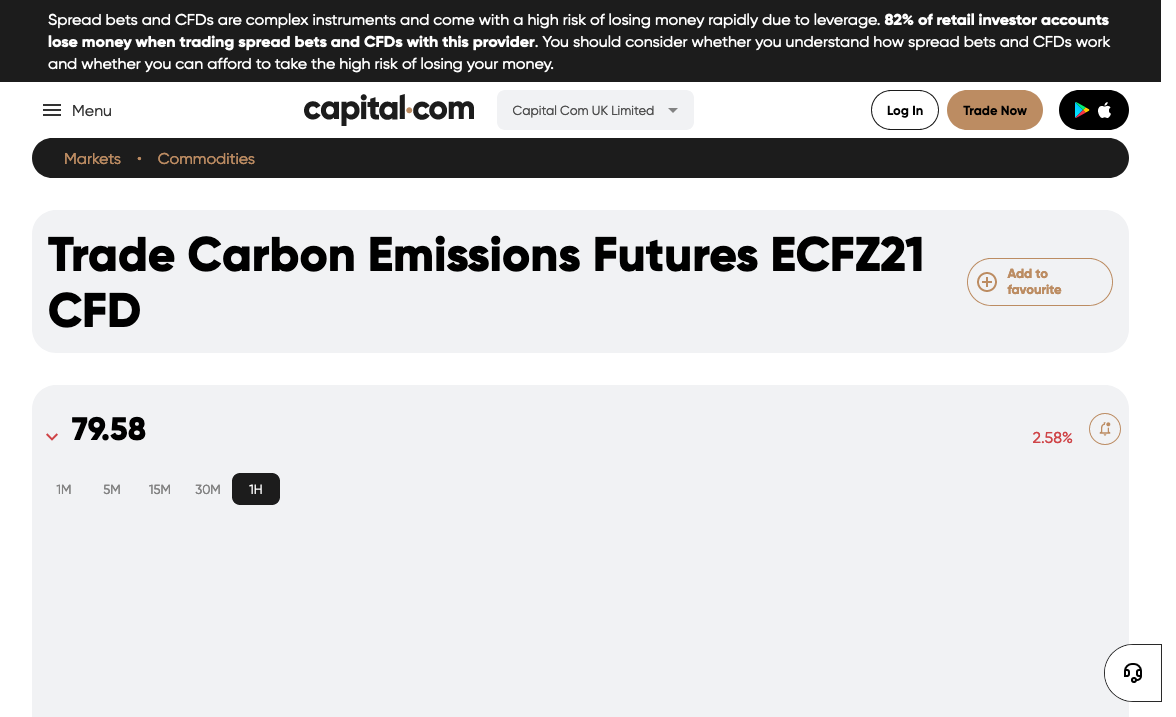 Spread bets and CFDs are complex instruments and come with a high risk of losing money rapidly due to leverage. 82% of retail investor accounts
lose money when trading spread bets and CFDs with this provider. You should consider whether you understand how spread bets and CFDs work
and whether you can afford to take the high risk of losing your money.
Menu
capital.com
Capital Com UK Limited
Log In
Trade Now
Markets • Commodities
Trade Carbon Emissions Futures ECFZ21
CFD
Add to
favourite
79.58
2.58%
1M 5M 15M 30M 1H